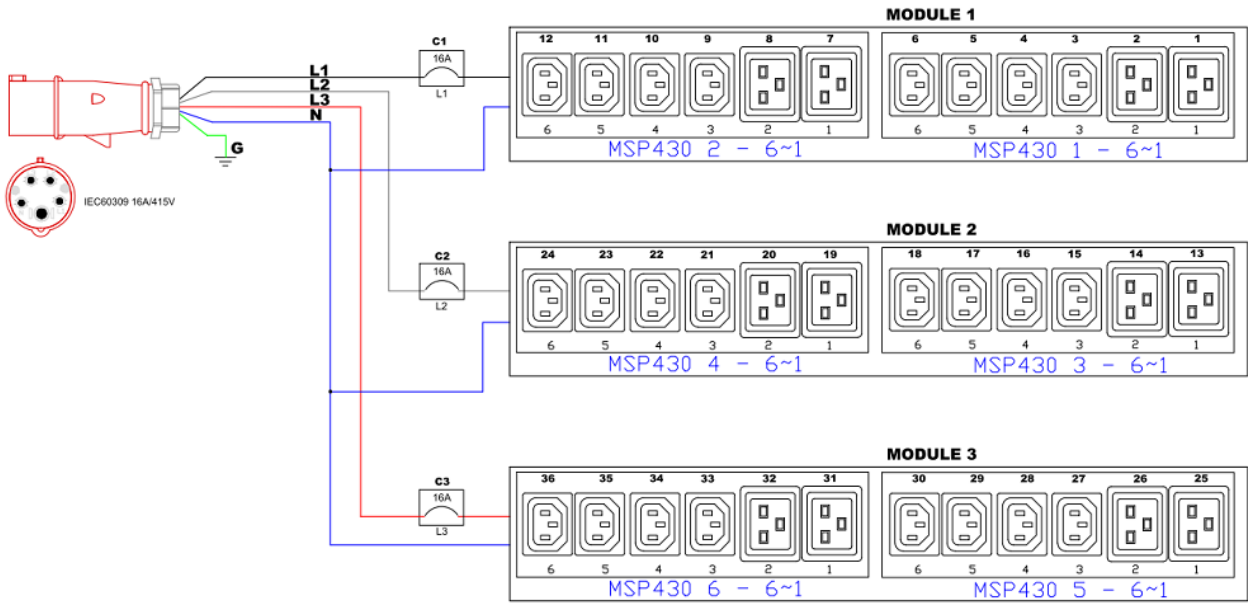 MODULE 1
12 11 10 9 8 7 6 5 4 3 2 1
C1
16A
L1
L1
L2
L3
N
G
6 5 4 3 2 1 6 5 4 3 2 1
MSP430 2 - 6~1 MSP430 1 - 6~1
IEC60309 16A/415V
MODULE 2
24 23 22 21 20 19 18 17 16 15 14 13
C2
16A
L2
6 5 4 3 2 1 6 5 4 3 2 1
MSP430 4 - 6~1 MSP430 3 - 6~1
MODULE 3
36 35 34 33 32 31 30 29 28 27 26 25
C3
16A
L3
6 5 4 3 2 1 6 5 4 3 2 1
MSP430 6 - 6~1 MSP430 5 - 6~1